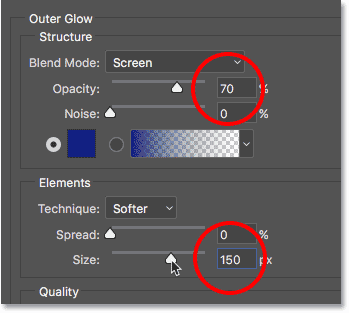 Outer Glow
Structure
Blend Mode: Screen
Opacity: 70 %
Noise: 0 %
Elements
Technique: Softer
Spread: 0 %
Size: 150 px
Quality